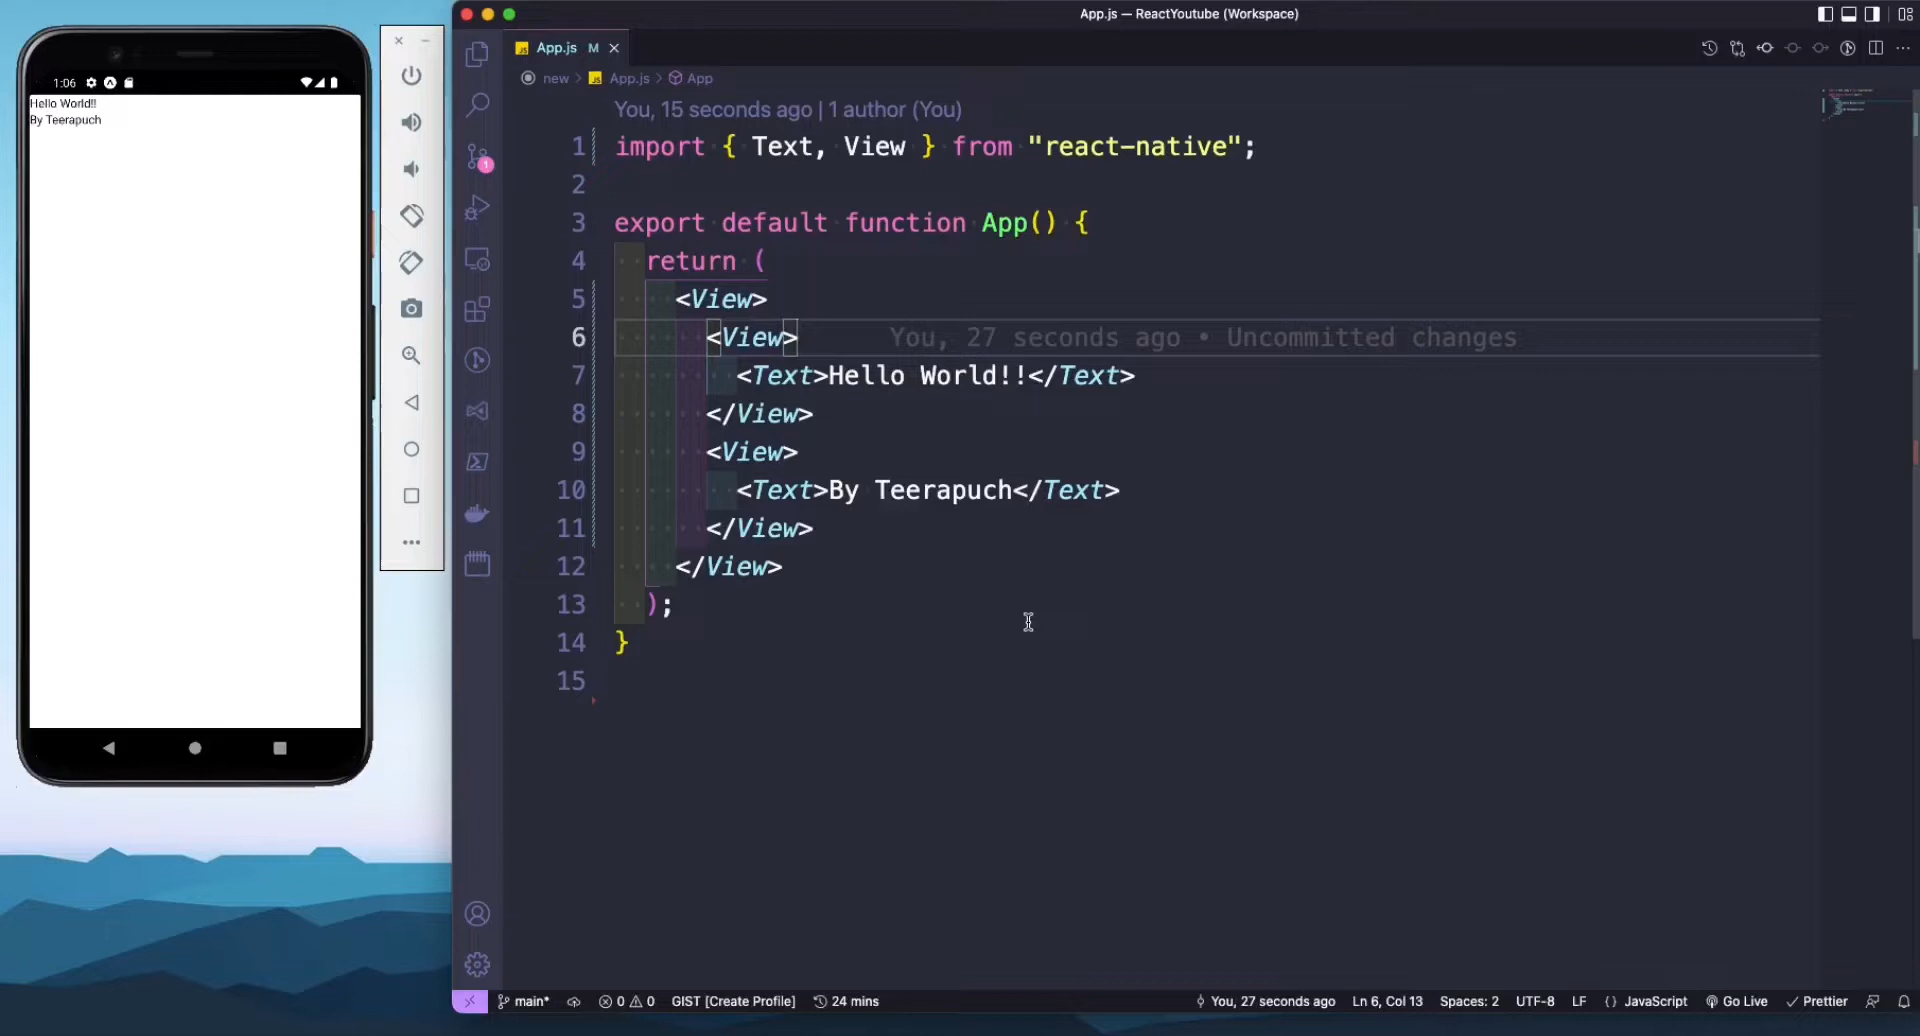 1:06
Hello World!!
By Teerapuch
App.js — ReactYoutube (Workspace)
JS App.js M
new > JS App.js > App
You, 15 seconds ago | 1 author (You)
1 import { Text, View } from "react-native";
2
3 export default function App() {
4 return (
5 <View>
6 <View> You, 27 seconds ago • Uncommitted changes
7 <Text>Hello World!!</Text>
8 </View>
9 <View>
10 <Text>By Teerapuch</Text>
11 </View>
12 </View>
13 );
14 }
15
1
main* 0 0 GIST [Create Profile] 24 mins You, 27 seconds ago Ln 6, Col 13 Spaces: 2 UTF-8 LF {} JavaScript Go Live Prettier